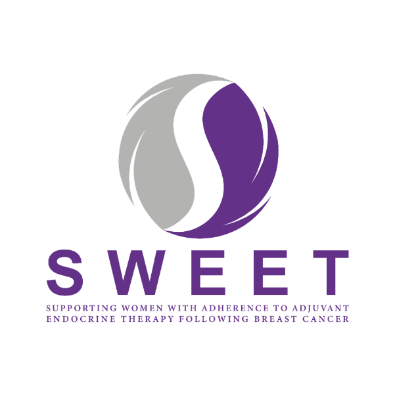 SWEET
SUPPORTING WOMEN WITH ADHERENCE TO ADJUVANT
ENDOCRINE THERAPY FOLLOWING BREAST CANCER